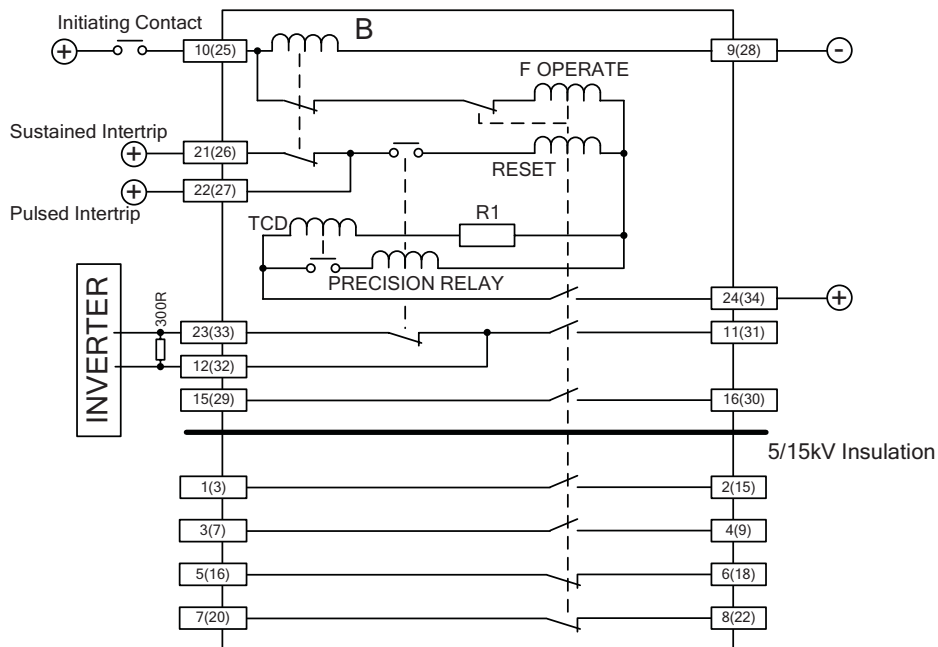 Initiating Contact
B
+
10(25)
9(28)
-
F OPERATE
Sustained Intertrip
+
21(26)
RESET
+
22(27)
Pulsed Intertrip
TCD
R1
PRECISION RELAY
24(34)
+
INVERTER
300R
23(33)
11(31)
12(32)
15(29)
16(30)
5/15kV Insulation
1(3)
2(15)
3(7)
4(9)
5(16)
6(18)
7(20)
8(22)